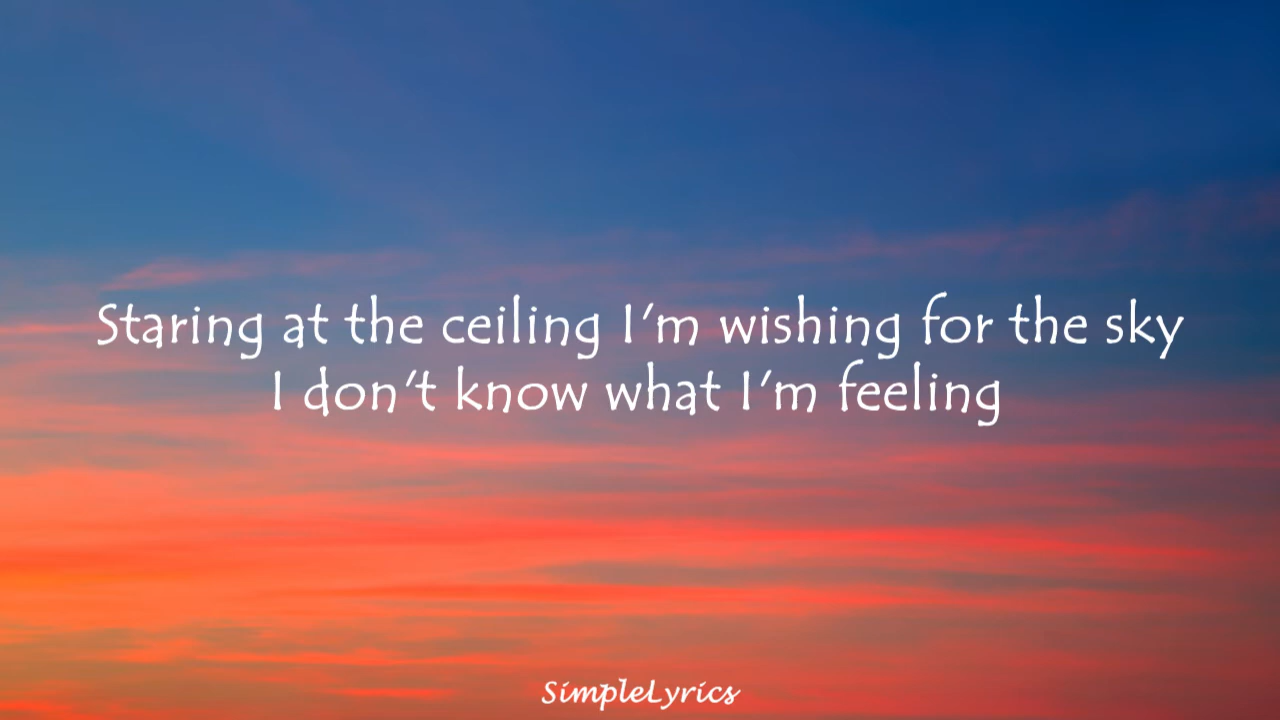 Staring at the ceiling I'm wishing for the sky
I don't know what I'm feeling
SimpleLyrics